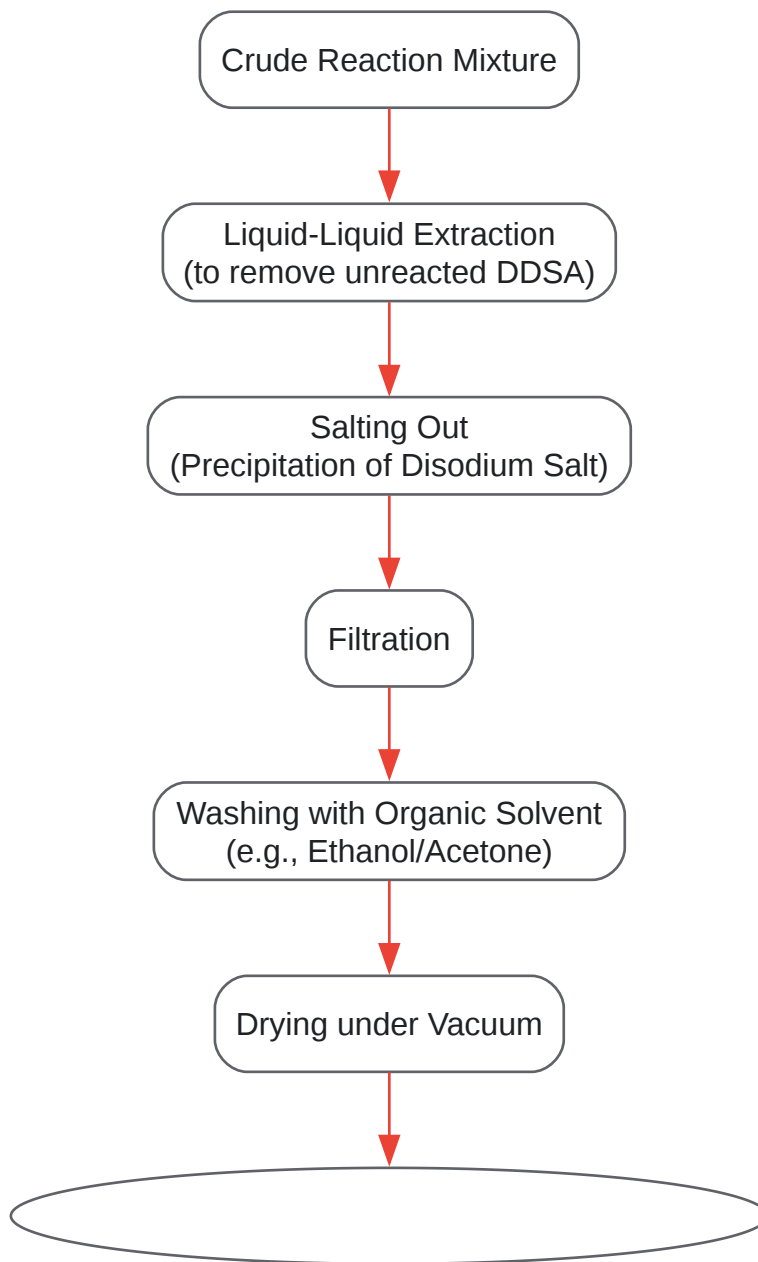 Crude Reaction Mixture
Liquid-Liquid Extraction
(to remove unreacted DDSA)
Salting Out
(Precipitation of Disodium Salt)
Filtration
Washing with Organic Solvent
(e.g., Ethanol/Acetone)
Drying under Vacuum